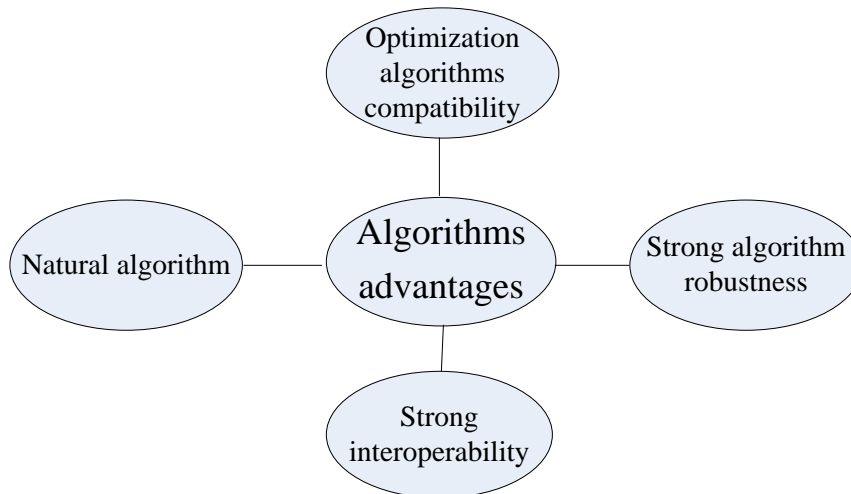 Optimization
algorithms
compatibility
Natural algorithm
Algorithms
advantages
Strong algorithm
robustness
Strong
interoperability